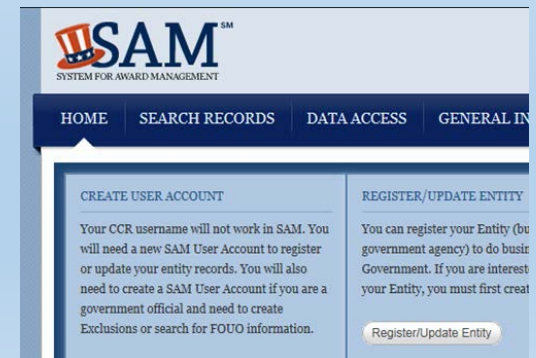 USAM SM
SYSTEM FOR AWARD MANAGEMENT
HOME SEARCH RECORDS DATA ACCESS GENERAL IN
CREATE USER ACCOUNT
Your CCR username will not work in SAM. You
will need a new SAM User Account to register
or update your entity records. You will also
need to create a SAM User Account if you are a
government official and need to create
Exclusions or search for FOUO information.
REGISTER/UPDATE ENTITY
You can register your Entity (bu
government agency) to do busin
Government. If you are interest
your Entity, you must first creat
Register/Update Entity